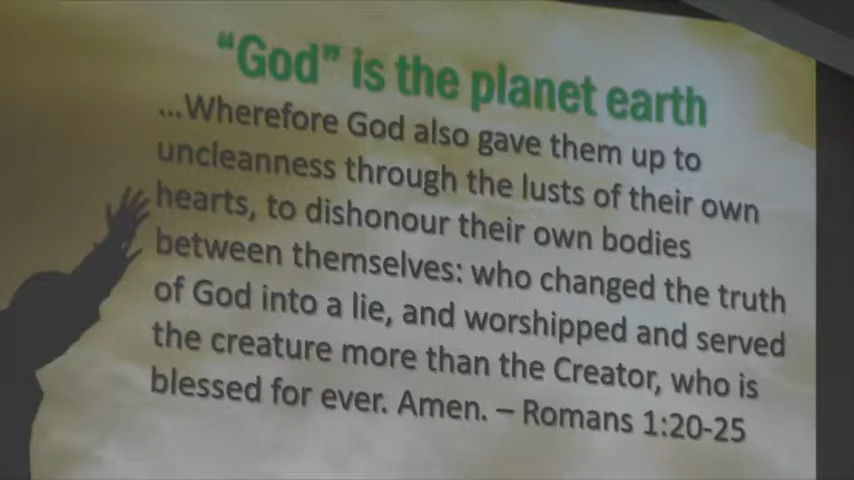 “God” is the planet earth
...Wherefore God also gave them up to
uncleanness through the lusts of their own
hearts, to dishonour their own bodies
between themselves: who changed the truth
of God into a lie, and worshipped and served
the creature more than the Creator, who is
blessed for ever. Amen. – Romans 1:20-25